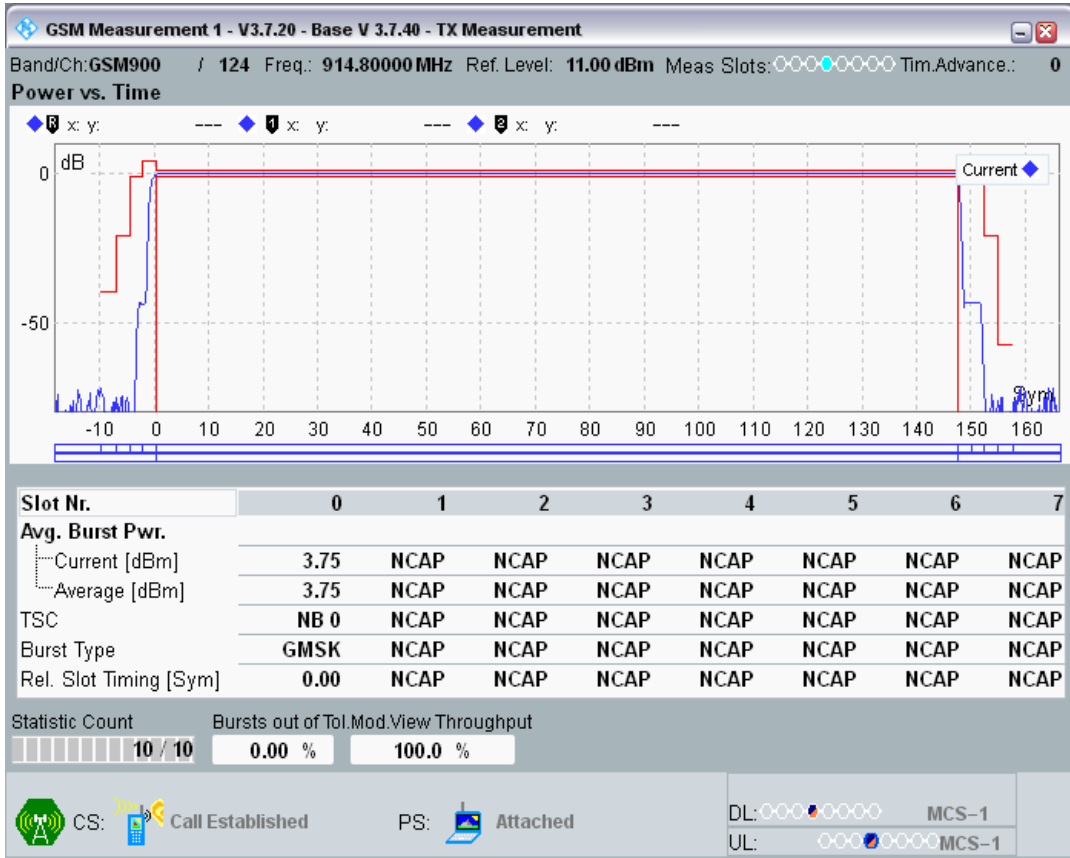 GSM Measurement 1 - V3.7.20 - Base V 3.7.40 - TX Measurement
Band/Ch:GSM900 / 124 Freq.: 914.80000 MHz Ref. Level: 11.00 dBm Meas Slots: Tim.Advance.: 0
Power vs. Time
R x: y: --- 1 x: y: --- 2 x: y: ---
dB
Current
0
-50
Sym
-10 0 10 20 30 40 50 60 70 80 90 100 110 120 130 140 150 160
Slot Nr. 0 1 2 3 4 5 6 7
Avg. Burst Pwr.
Current [dBm] 3.75 NCAP NCAP NCAP NCAP NCAP NCAP NCAP
Average [dBm] 3.75 NCAP NCAP NCAP NCAP NCAP NCAP NCAP
TSC NB 0 NCAP NCAP NCAP NCAP NCAP NCAP NCAP
Burst Type GMSK NCAP NCAP NCAP NCAP NCAP NCAP NCAP
Rel. Slot Timing [Sym] 0.00 NCAP NCAP NCAP NCAP NCAP NCAP NCAP
Statistic Count Bursts out of Tol. Mod.View Throughput
10 / 10 0.00 % 100.0 %
CS: Call Established PS: Attached
DL: MCS-1
UL: MCS-1